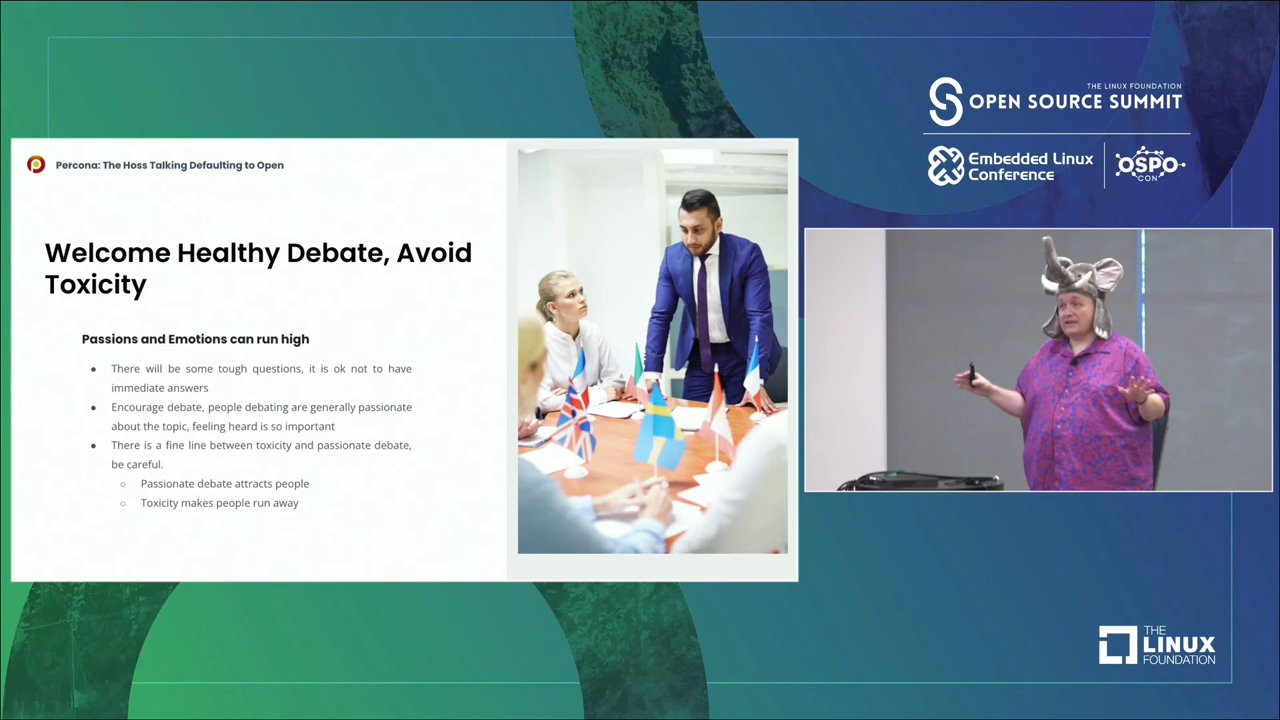 THE LINUX FOUNDATION
OPEN SOURCE SUMMIT
Embedded Linux
Conference
OSPO
CON
Percona: The Hoss Talking Defaulting to Open
Welcome Healthy Debate, Avoid
Toxicity
Passions and Emotions can run high
● There will be some tough questions, it is ok not to have
immediate answers
● Encourage debate, people debating are generally passionate
about the topic, feeling heard is so important
● There is a fine line between toxicity and passionate debate,
be careful.
○ Passionate debate attracts people
○ Toxicity makes people run away
THE
LINUX
FOUNDATION